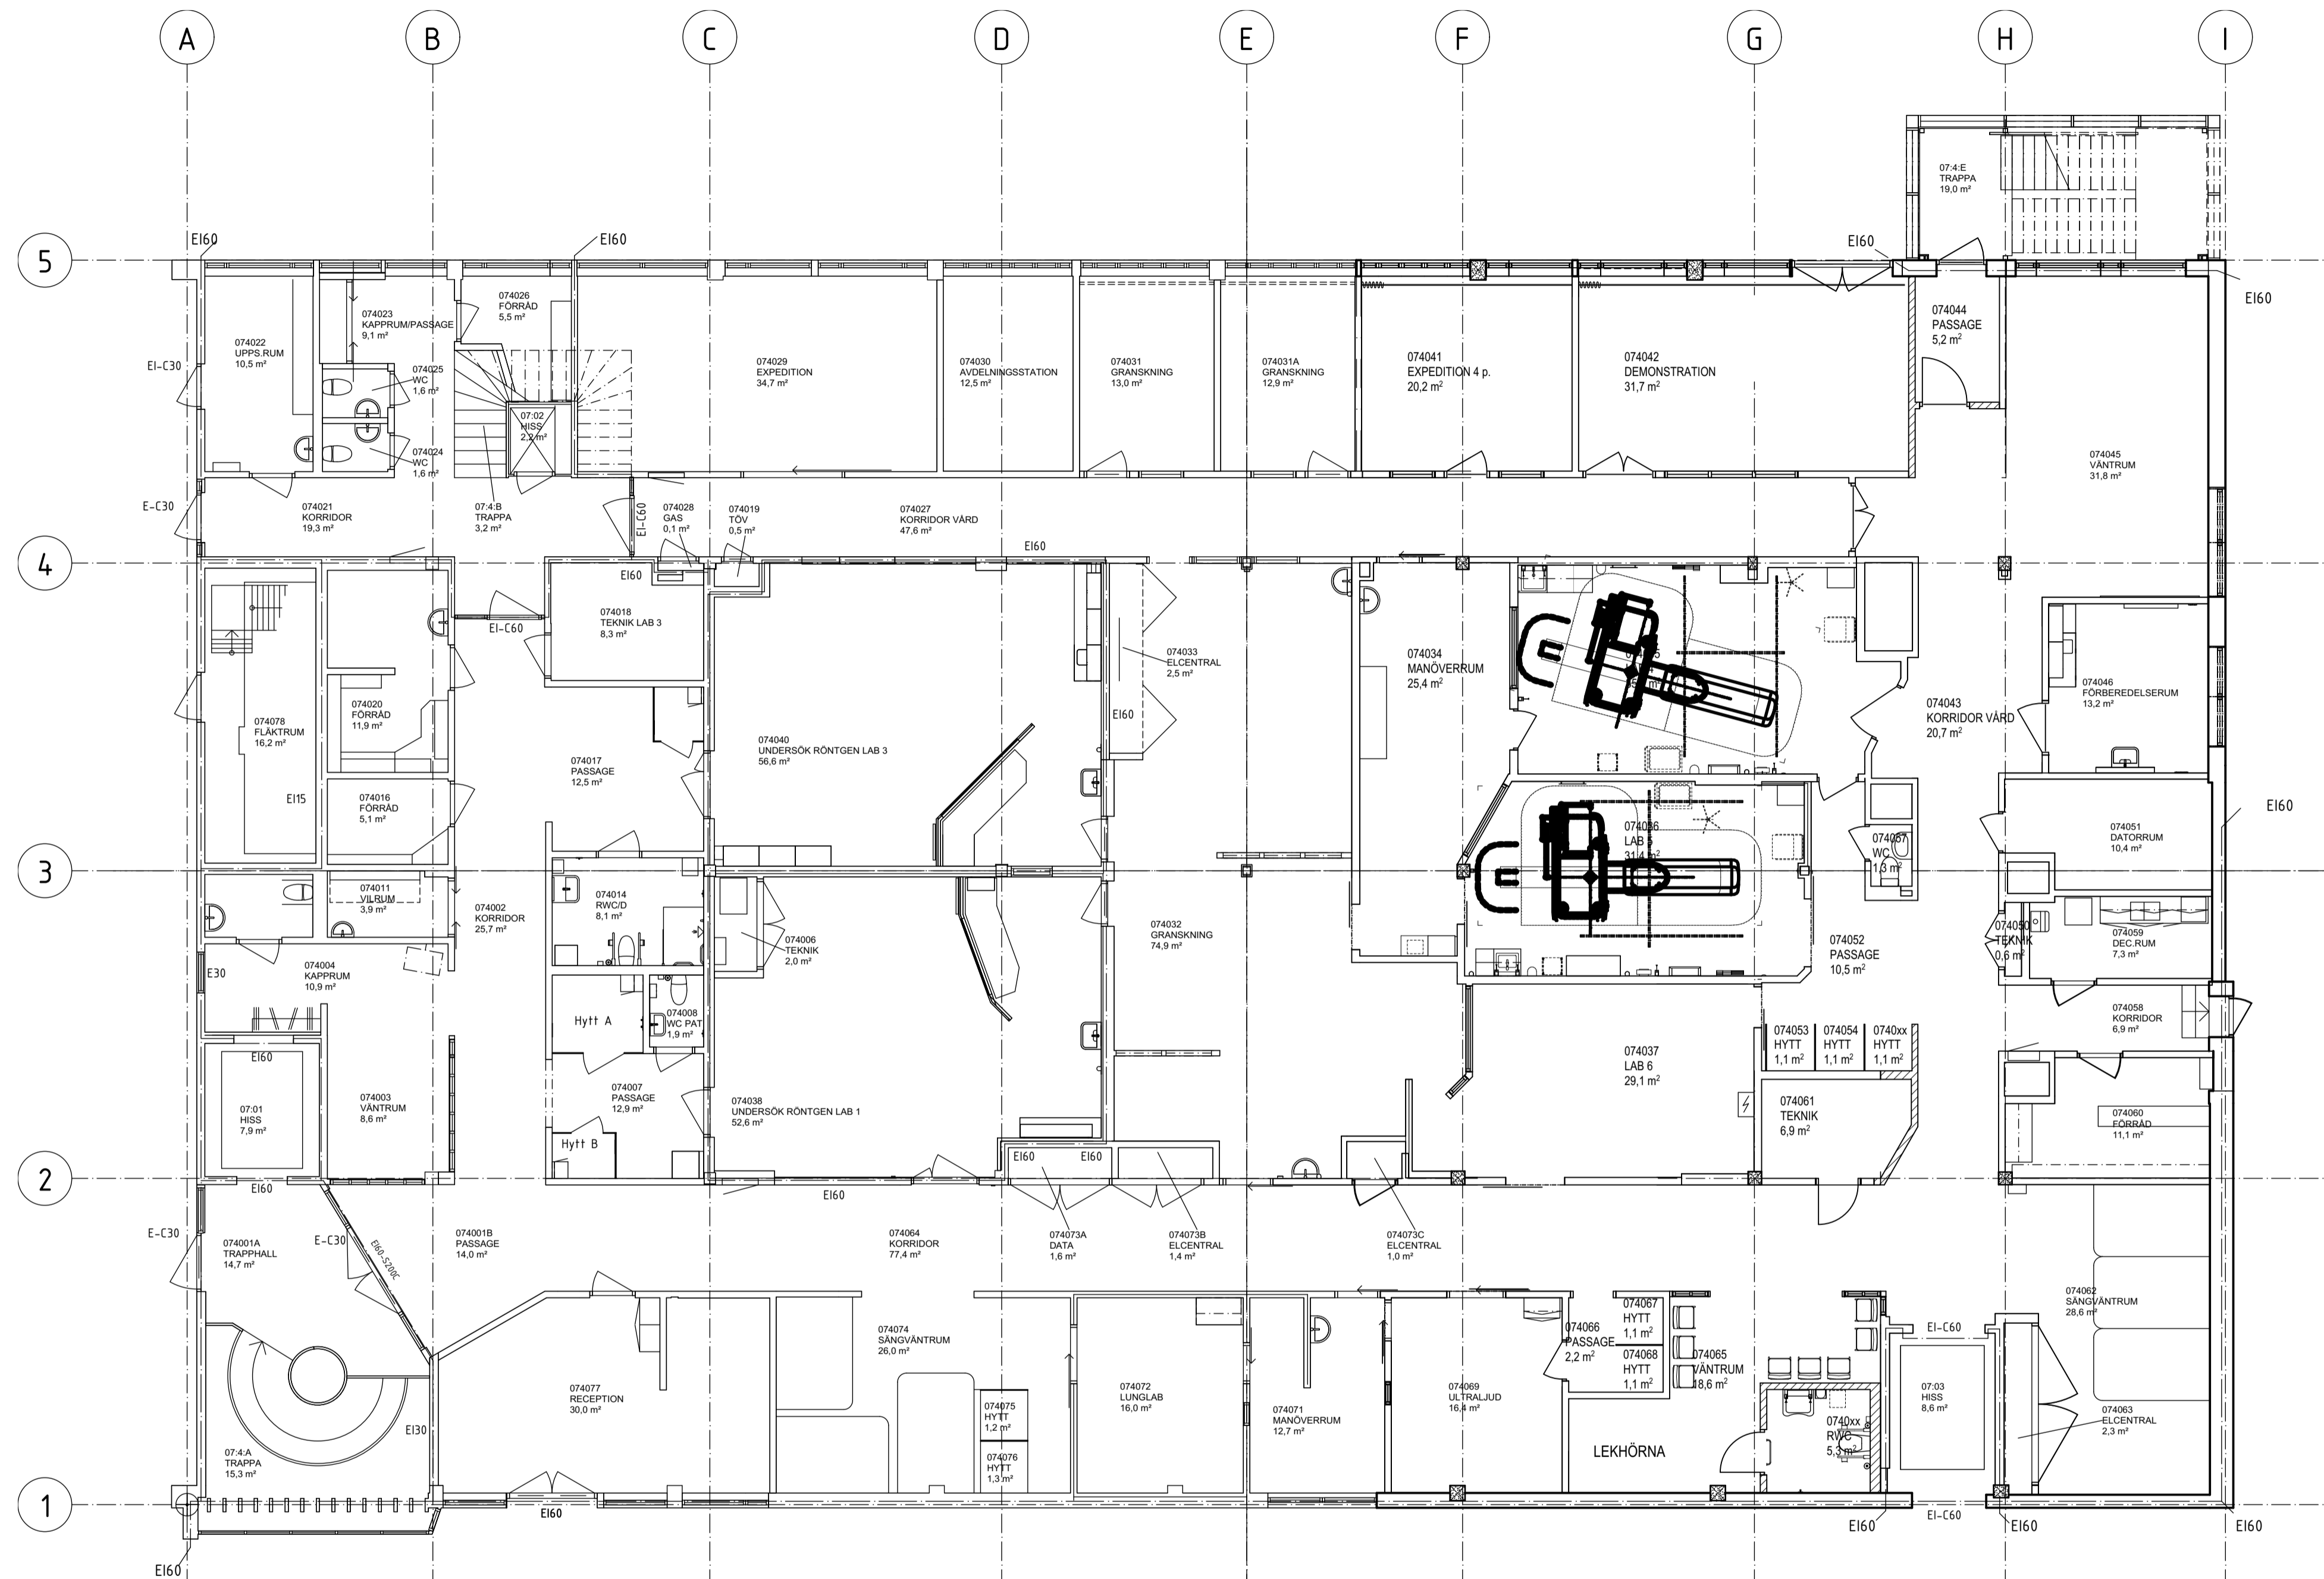 A
B
C
D
E
F
G
H
I
5
EI60
EI60
EI60
EI60
07:4:E
TRAPPA
19,0 m²
074022
UPPS.RUM
10,5 m²
EI-C30
074023
KAPPRUM/PASSAGE
9,1 m²
074026
FÖRRÅD
5,5 m²
074025
WC
1,6 m²
074024
WC
1,6 m²
07:02
HISS
2,2 m²
074029
EXPEDITION
34,7 m²
074030
AVDELNINGSSTATION
12,5 m²
074031
GRANSKNING
13,0 m²
074031A
GRANSKNING
12,9 m²
074041
EXPEDITION 4 p.
20,2 m²
074042
DEMONSTRATION
31,7 m²
074044
PASSAGE
5,2 m²
074045
VÄNTRUM
31,8 m²
E-C30
074021
KORRIDOR
19,3 m²
07:4:B
TRAPPA
3,2 m²
EI-C60
074028
GAS
0,1 m²
074019
TÖV
0,5 m²
074027
KORRIDOR VÅRD
47,6 m²
EI60
4
EI60
EI-C60
074018
TEKNIK LAB 3
8,3 m²
074078
FLÄKTRUM
16,2 m²
EI15
074020
FÖRRÅD
11,9 m²
074016
FÖRRÅD
5,1 m²
074017
PASSAGE
12,5 m²
074040
UNDERSÖK RÖNTGEN LAB 3
56,6 m²
074033
ELCENTRAL
2,5 m²
EI60
074034
MANÖVERRUM
25,4 m²
074043
KORRIDOR VÅRD
20,7 m²
074046
FÖRBEREDELSERUM
13,2 m²
EI60
074036
LAB 5
31,4 m²
074051
DATORRUM
10,4 m²
074057
WC
1,3 m²
3
074011
VILRUM
3,9 m²
074002
KORRIDOR
25,7 m²
074014
RWC/D
8,1 m²
074006
TEKNIK
2,0 m²
074032
GRANSKNING
74,9 m²
074052
PASSAGE
10,5 m²
074050
TEKNIK
0,6 m²
074059
DEC.RUM
7,3 m²
E30
074004
KAPPRUM
10,9 m²
Hytt A
074008
WC PAT
1,9 m²
074058
KORRIDOR
6,9 m²
074053
HYTT
1,1 m²
074054
HYTT
1,1 m²
0740xx
HYTT
1,1 m²
EI60
07:01
HISS
7,9 m²
074003
VÄNTRUM
8,6 m²
074007
PASSAGE
12,9 m²
Hytt B
074038
UNDERSÖK RÖNTGEN LAB 1
52,6 m²
074037
LAB 6
29,1 m²
074061
TEKNIK
6,9 m²
074060
FÖRRÅD
11,1 m²
EI60
EI60
2
EI60
EI60
E-C30
074001A
TRAPPHALL
14,7 m²
E-C30
EI60-S200C
074001B
PASSAGE
14,0 m²
074064
KORRIDOR
77,4 m²
074073A
DATA
1,6 m²
074073B
ELCENTRAL
1,4 m²
074073C
ELCENTRAL
1,0 m²
074062
SÄNGVÄNTRUM
28,6 m²
074074
SÄNGVÄNTRUM
26,0 m²
074067
HYTT
1,1 m²
074066
PASSAGE
2,2 m²
074068
HYTT
1,1 m²
074065
VÄNTRUM
18,6 m²
EI-C60
074077
RECEPTION
30,0 m²
074075
HYTT
1,2 m²
074076
HYTT
1,3 m²
074072
LUNGLAB
16,0 m²
074071
MANÖVERRUM
12,7 m²
074069
ULTRALJUD
16,4 m²
07:03
HISS
8,6 m²
074063
ELCENTRAL
2,3 m²
EI30
07:4:A
TRAPPA
15,3 m²
LEKHÖRNA
0740xx
RWC
5,3 m²
1
EI60
EI60
EI-C60
EI60
EI60
EI60